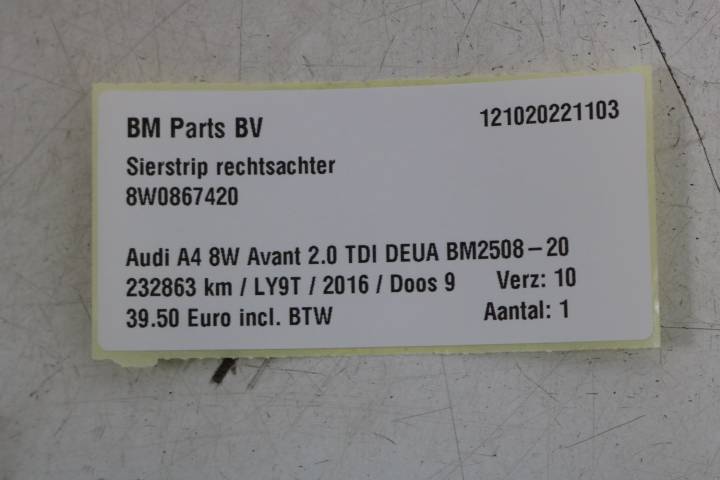 BM Parts BV 121020221103
Sierstrip rechtsachter
8W0867420
Audi A4 8W Avant 2.0 TDI DEUA BM2508-20
232863 km / LY9T / 2016 / Doos 9 Verz: 10
39.50 Euro incl. BTW Aantal: 1